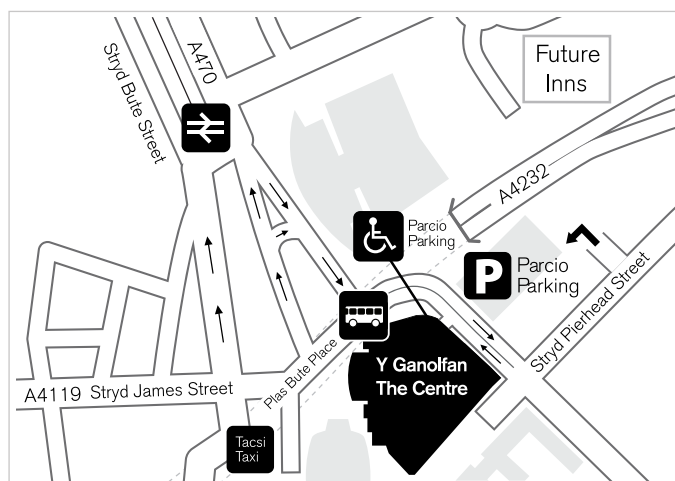 Stryd Bute Street
A470
Future
Inns
A4232
Parcio
Parking
P
Parcio
Parking
Stryd Pierhead Street
Plas Bute Place
Y Ganolfan
The Centre
A4119 Stryd James Street
Tacsi
Taxi